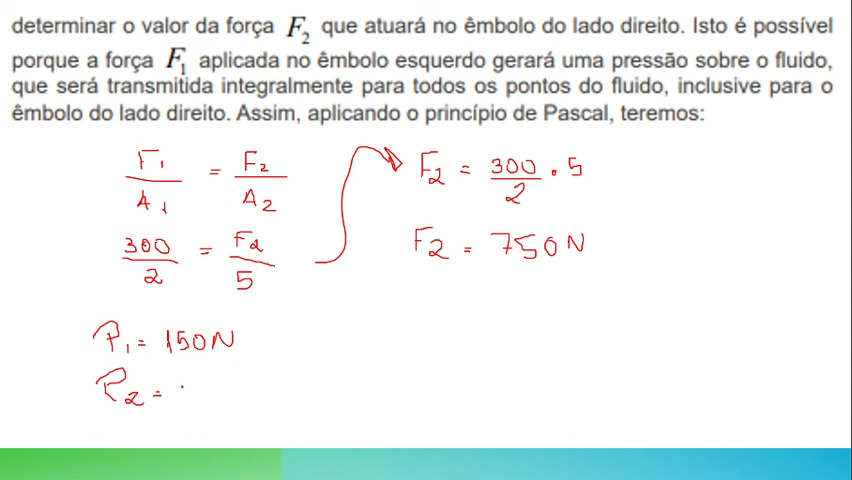 determinar o valor da força F₂ que atuará no êmbolo do lado direito. Isto é possível
porque a força F₁ aplicada no êmbolo esquerdo gerará uma pressão sobre o fluido,
que será transmitida integralmente para todos os pontos do fluido, inclusive para o
êmbolo do lado direito. Assim, aplicando o princípio de Pascal, teremos:
F₁/A₁ = F₂/A₂
300/2 = F₂/5
F₂ = 300/2 . 5
F₂ = 750N
P₁ = 150N
P₂ =